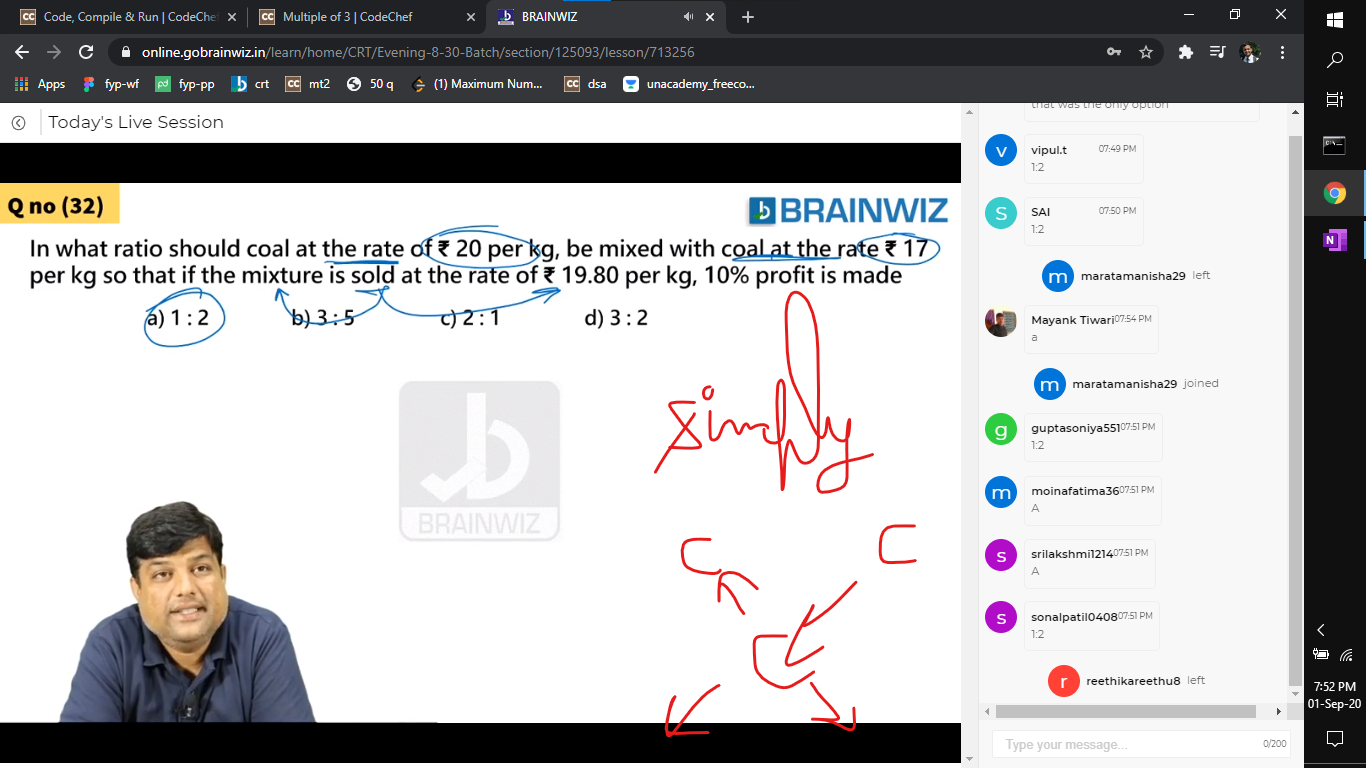 Code, Compile & Run | CodeChef
Multiple of 3 | CodeChef
BRAINWIZ
online.gobrainwiz.in/learn/home/CRT/Evening-8-30-Batch/section/125093/lesson/713256
Apps fyp-wf fyp-pp crt CC mt2 50 q (1) Maximum Num... CC dsa unacademy_freeco...
Today's Live Session
Q no (32)
BRAINWIZ
In what ratio should coal at the rate of ₹ 20 per kg, be mixed with coal at the rate ₹ 17
per kg so that if the mixture is sold at the rate of ₹ 19.80 per kg, 10% profit is made
a) 1 : 2 b) 3 : 5 c) 2 : 1 d) 3 : 2
BRAINWIZ
simply
C C
C
that was the only option
v vipul.t 07:49 PM
1:2
S SAI 07:50 PM
1:2
m maratamanisha29 left
Mayank Tiwari 07:54 PM
a
m maratamanisha29 joined
g guptasoniya551 07:51 PM
1:2
m moinafatima36 07:51 PM
A
s srilakshmi1214 07:51 PM
A
s sonalpatil0408 07:51 PM
1:2
r reethikareethu8 left
Type your message... 0/200
7:52 PM
01-Sep-20